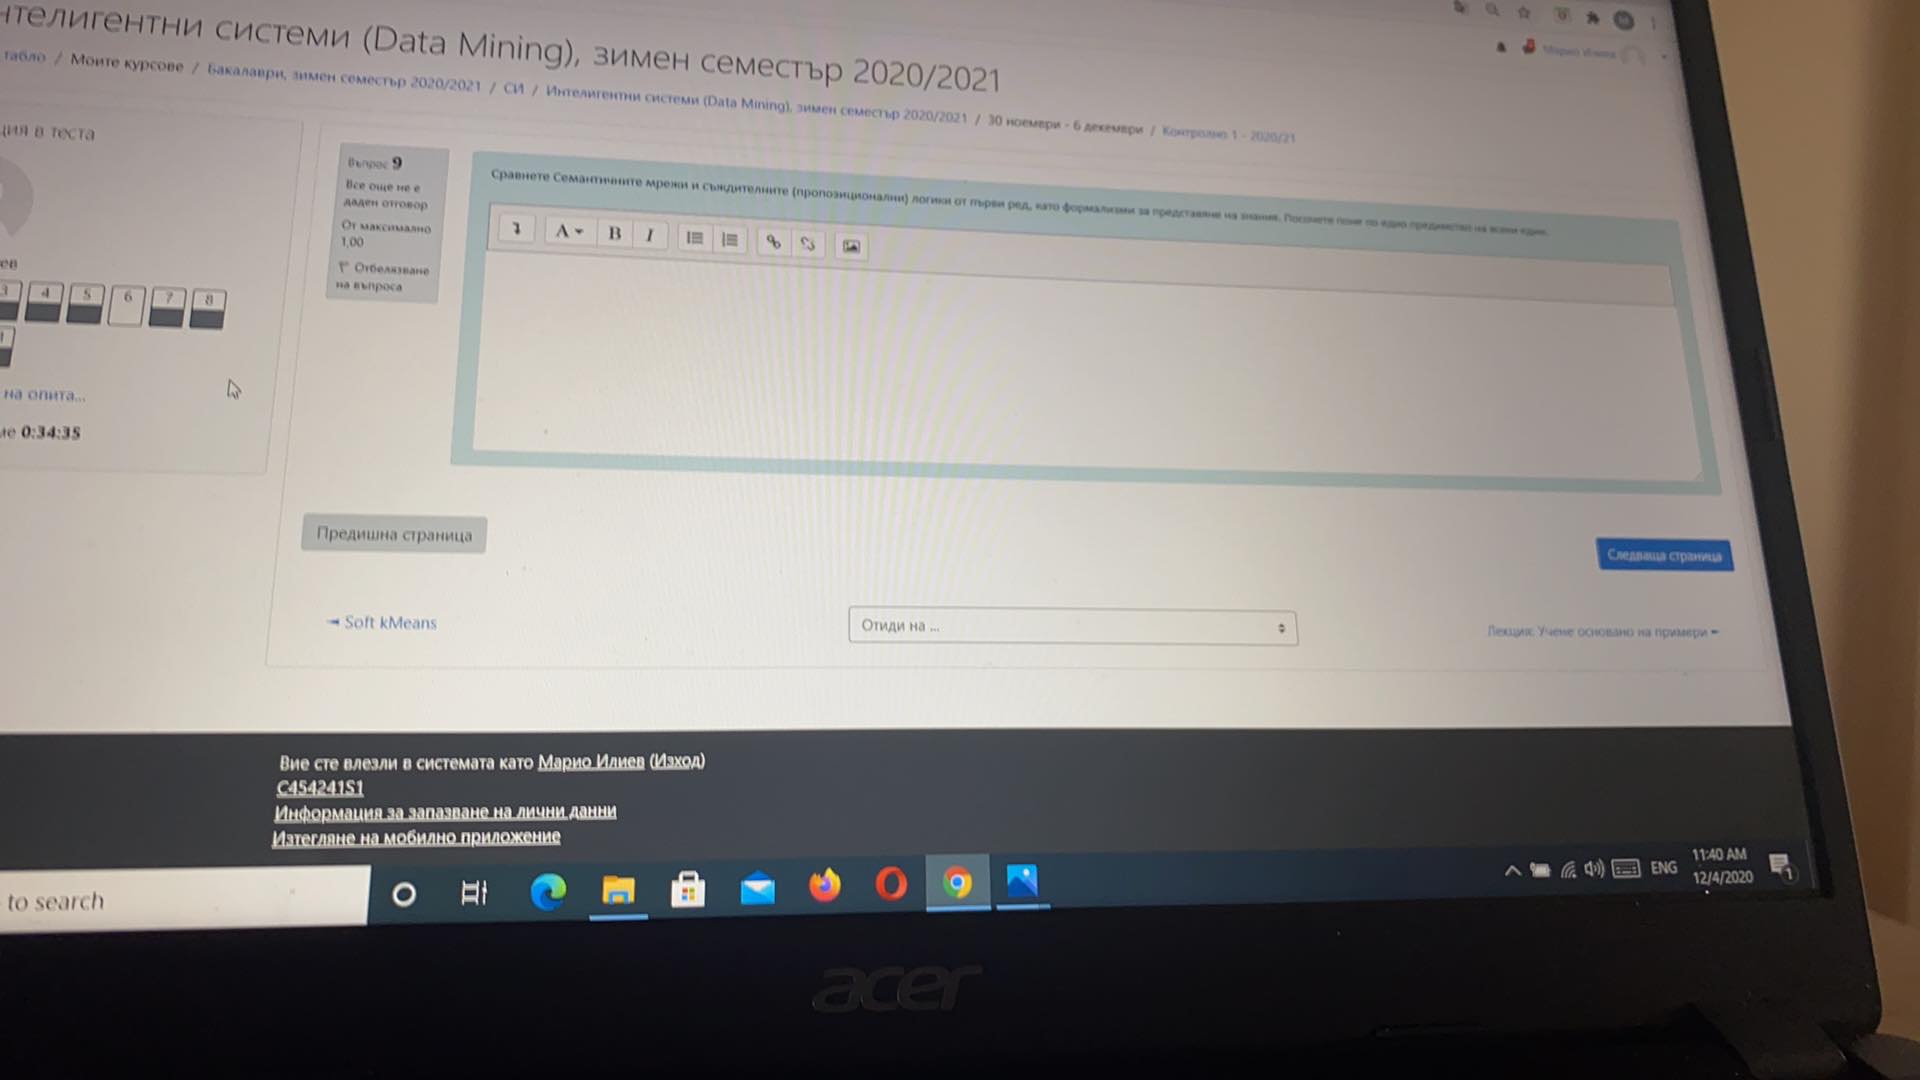 нтелигентни системи (Data Mining), зимен семестър 2020/2021
табло / Моите курсове / Бакалаври, зимен семестър 2020/2021 / СИ / Интелигентни системи (Data Mining), зимен семестър 2020/2021 / 30 ноември - 6 декември / Контролно 1 - 2020/21
ция в теста
Въпрос 9
Все още не е
даден отговор
От максимално
1,00
Отбелязване
на въпроса
Сравнете Семантичните мрежи и съждителните (пропозиционални) логики от първи ред, като формализми за представяне на знания. Посочете поне по едно предимство на всеки един.
A B I
ев
3 4 5 6 7 8
на опита...
ме 0:34:35
Предишна страница
Следваща страница
Soft kMeans
Отиди на ...
Лекция: Учене основано на примери
Вие сте влезли в системата като Марио Илиев (Изход)
C454241S1
Информация за запазване на лични данни
Изтегляне на мобилно приложение
to search
ENG
11:40 AM
12/4/2020
1
acer